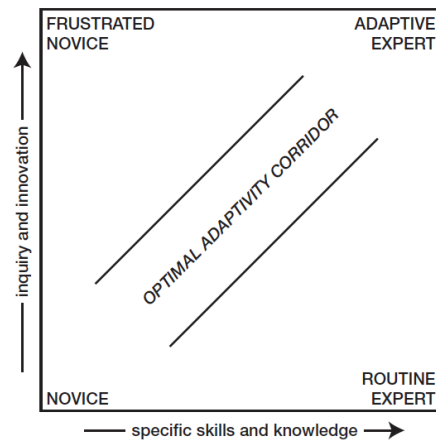 FRUSTRATED
NOVICE
ADAPTIVE
EXPERT
inquiry and innovation
OPTIMAL ADAPTIVITY CORRIDOR
NOVICE
ROUTINE
EXPERT
specific skills and knowledge